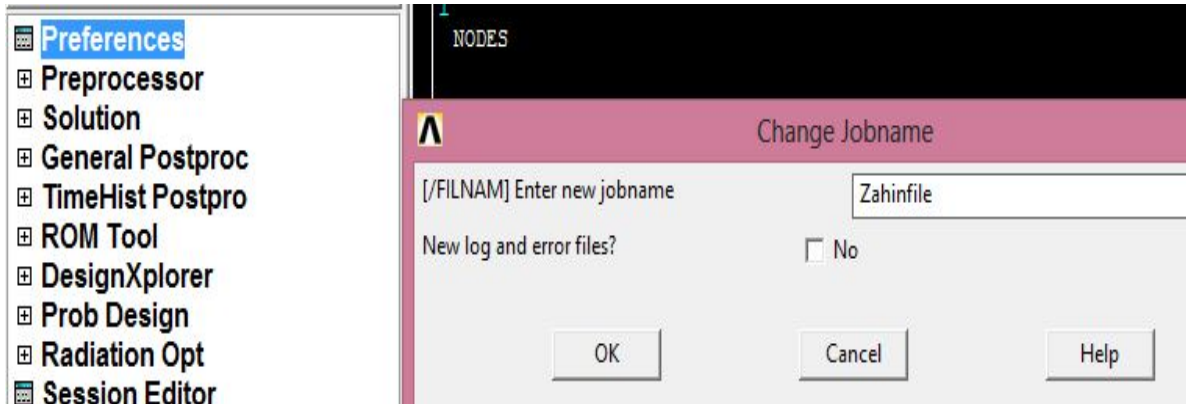 Preferences
Preprocessor
Solution
General Postproc
TimeHist Postpro
ROM Tool
DesignXplorer
Prob Design
Radiation Opt
Session Editor
1
NODES
Change Jobname
[/FILNAM] Enter new jobname
Zahinfile
New log and error files?
No
OK
Cancel
Help